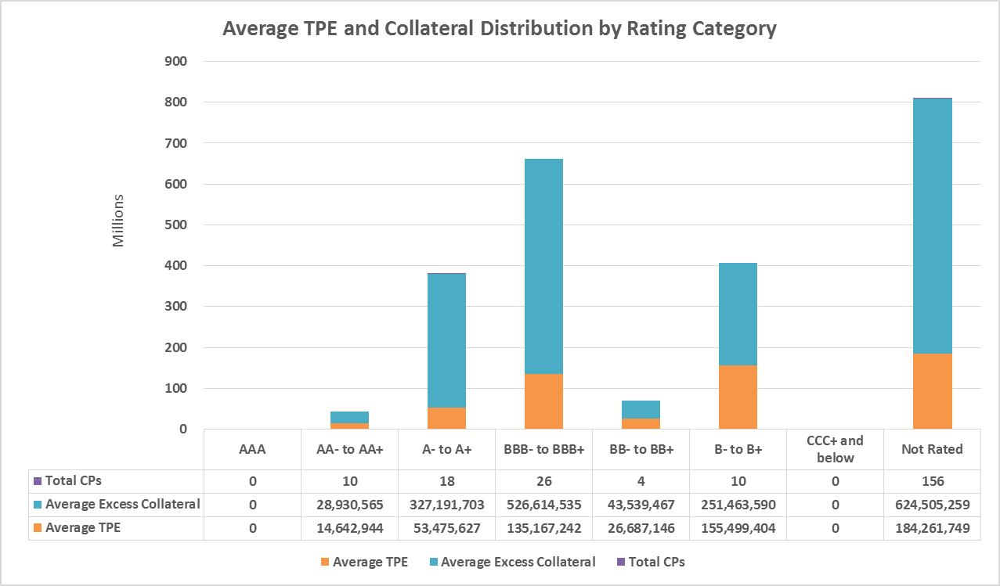 Average TPE and Collateral Distribution by Rating Category
900
800
700
600
500
400
300
200
100
0
Millions
AAA AA- to AA+ A- to A+ BBB- to BBB+ BB- to BB+ B- to B+ CCC+ and below Not Rated
Total CPs 0 10 18 26 4 10 0 156
Average Excess Collateral 0 28,930,565 327,191,703 526,614,535 43,539,467 251,463,590 0 624,505,259
Average TPE 0 14,642,944 53,475,627 135,167,242 26,687,146 155,499,404 0 184,261,749
Average TPE Average Excess Collateral Total CPs